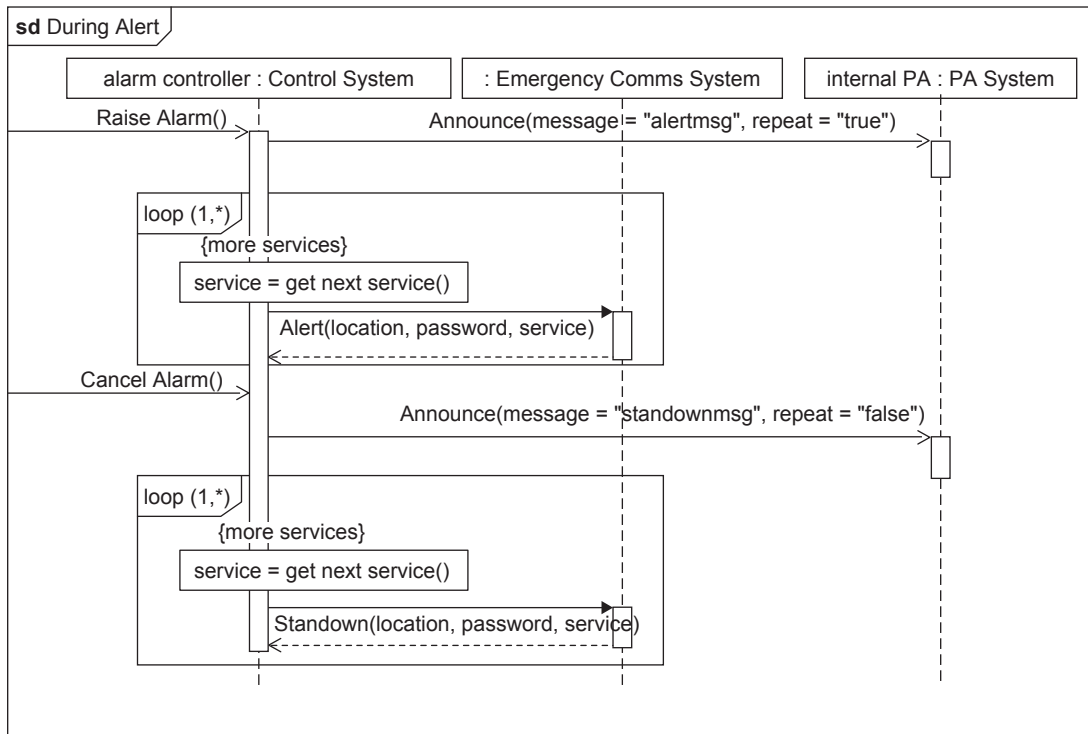 sd During Alert
alarm controller : Control System
: Emergency Comms System
internal PA : PA System
Raise Alarm()
Announce(message = "alertmsg", repeat = "true")
loop (1,*)
{more services}
service = get next service()
Alert(location, password, service)
Cancel Alarm()
Announce(message = "standownmsg", repeat = "false")
loop (1,*)
{more services}
service = get next service()
Standown(location, password, service)